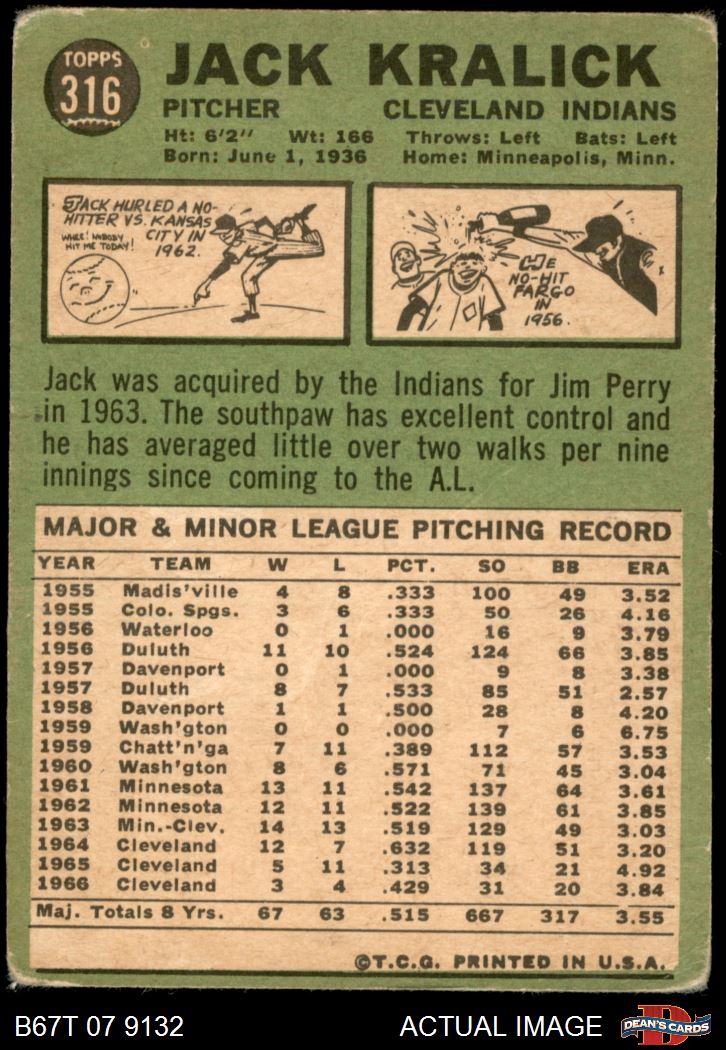 TOPPS
316
JACK KRALICK
PITCHER CLEVELAND INDIANS
Ht: 6'2" Wt: 166 Throws: Left Bats: Left
Born: June 1, 1936 Home: Minneapolis, Minn.
JACK HURLED A NO-
HITTER VS. KANSAS
CITY IN
1962.
WHEE! NOBODY
HIT ME TODAY!
HE
NO-HIT
FARGO
IN
1956.
Jack was acquired by the Indians for Jim Perry
in 1963. The southpaw has excellent control and
he has averaged little over two walks per nine
innings since coming to the A.L.
MAJOR & MINOR LEAGUE PITCHING RECORD
YEAR TEAM W L PCT. SO BB ERA
1955 Madis'ville 4 8 .333 100 49 3.52
1955 Colo. Spgs. 3 6 .333 50 26 4.16
1956 Waterloo 0 1 .000 16 9 3.79
1956 Duluth 11 10 .524 124 66 3.85
1957 Davenport 0 1 .000 9 8 3.38
1957 Duluth 8 7 .533 85 51 2.57
1958 Davenport 1 1 .500 28 8 4.20
1959 Wash'gton 0 0 .000 7 6 6.75
1959 Chatt'n'ga 7 11 .389 112 57 3.53
1960 Wash'gton 8 6 .571 71 45 3.04
1961 Minnesota 13 11 .542 137 64 3.61
1962 Minnesota 12 11 .522 139 61 3.85
1963 Min.-Clev. 14 13 .519 129 49 3.03
1964 Cleveland 12 7 .632 119 51 3.20
1965 Cleveland 5 11 .313 34 21 4.92
1966 Cleveland 3 4 .429 31 20 3.84
Maj. Totals 8 Yrs. 67 63 .515 667 317 3.55
©T.C.G. PRINTED IN U.S.A.
B67T 07 9132 ACTUAL IMAGE
D
DEAN'S CARDS